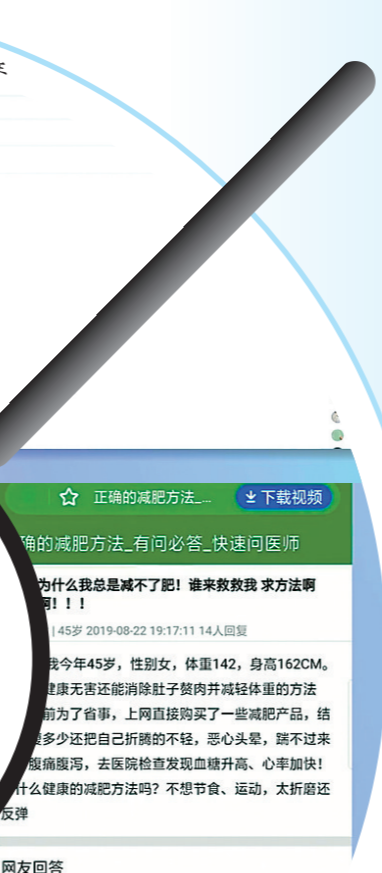 正确的减肥方法_...
下载视频
确的减肥方法_有问必答_快速问医师
为什么我总是减不了肥！谁来救救我 求方法啊
啊！！！
| 45岁 2019-08-22 19:17:11 14人回复
我今年45岁，性别女，体重142，身高162CM。
健康无害还能消除肚子赘肉并减轻体重的方法
前为了省事，上网直接购买了一些减肥产品，结
多少还把自己折腾的不轻，恶心头晕，踹不过来
腹痛腹泻，去医院检查发现血糖升高、心率加快！
什么健康的减肥方法吗？不想节食、运动，太折磨还
反弹
网友回答